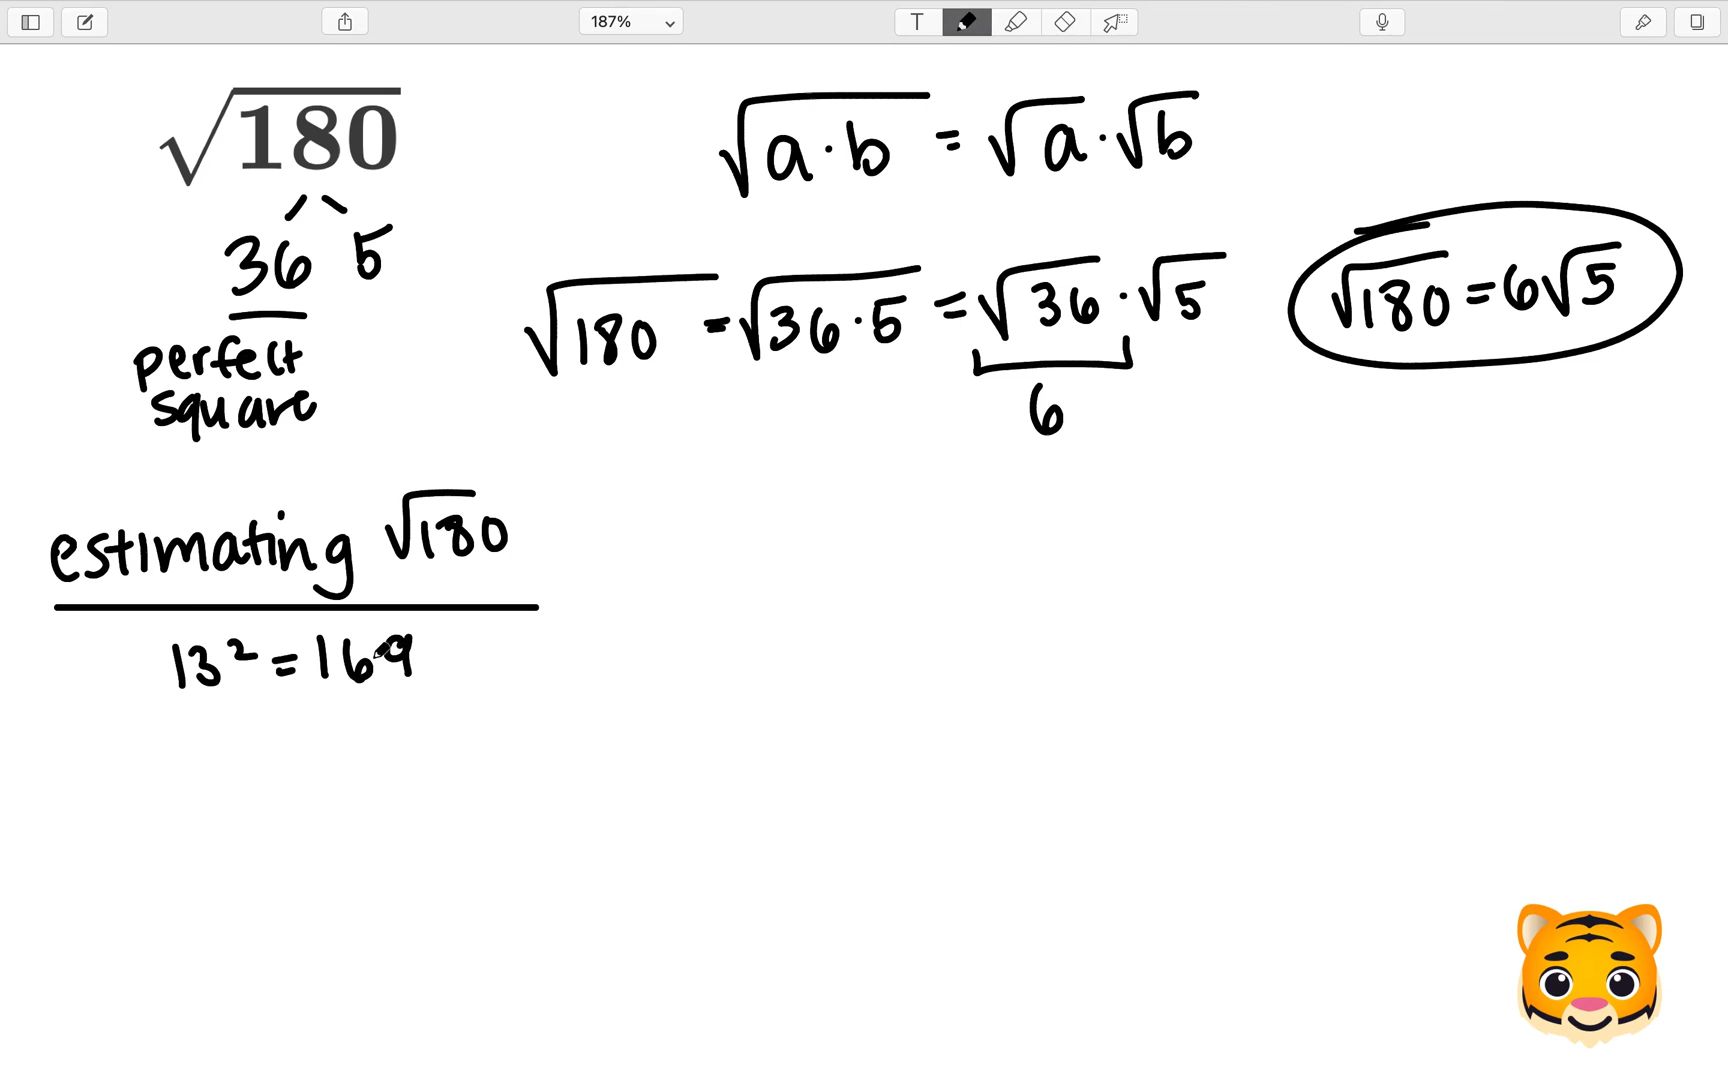 187%
T
√180
36 5
perfect
square
√a·b = √a·√b
√180 = √36·5 = √36·√5
6
√180 = 6√5
estimating √180
13² = 169